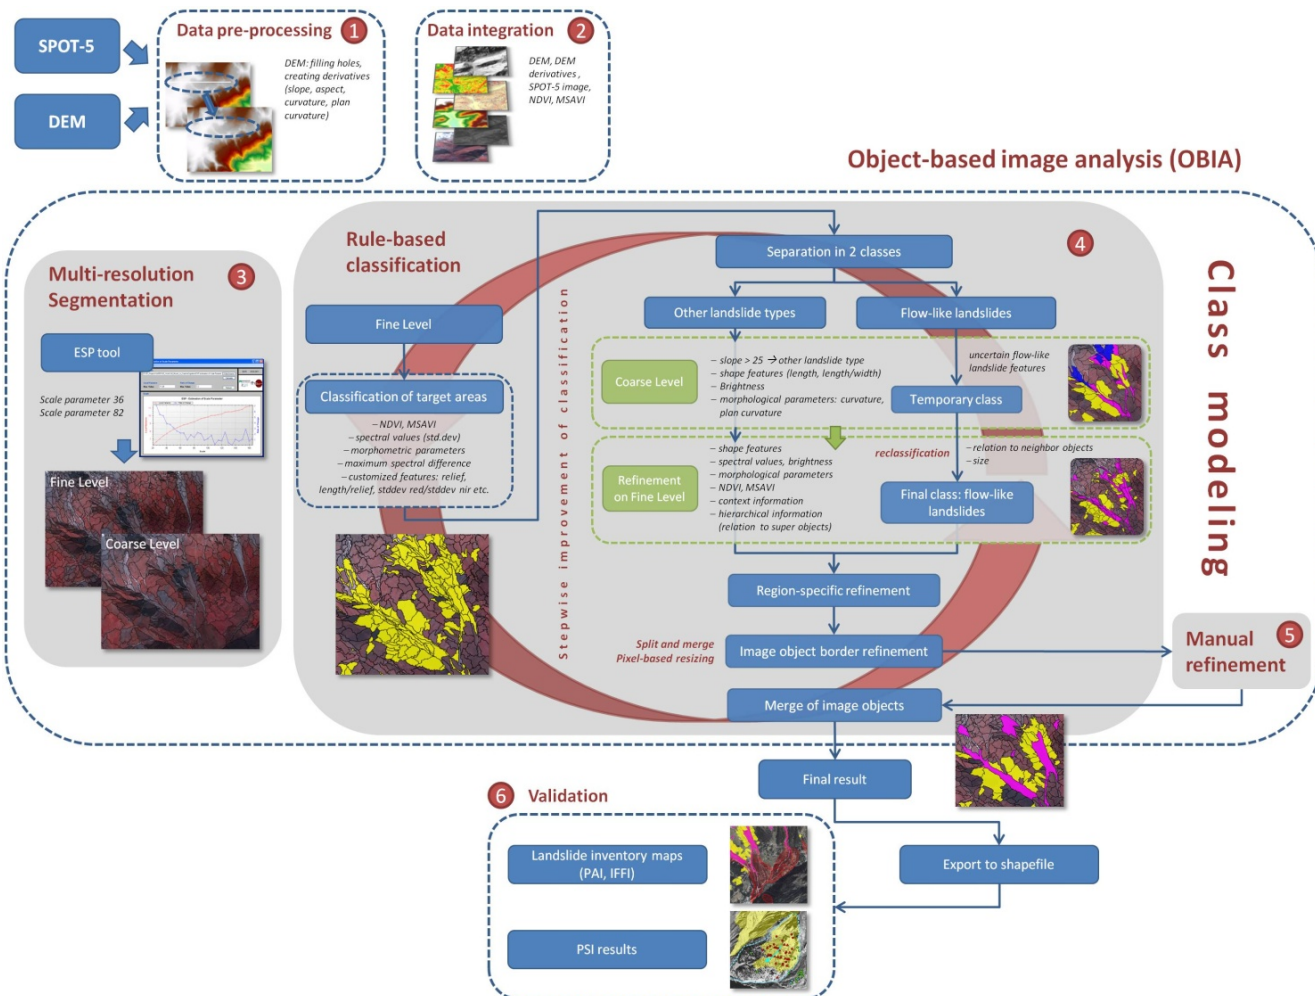 SPOT-5
DEM
Data pre-processing 1
DEM: filling holes,
creating derivatives
(slope, aspect,
curvature, plan
curvature)
Data integration 2
DEM, DEM
derivatives ,
SPOT-5 image,
NDVI, MSAVI
Object-based image analysis (OBIA)
Multi-resolution
Segmentation
3
ESP tool
Scale parameter 36
Scale parameter 82
Fine Level
Coarse Level
Rule-based
classification
Fine Level
Classification of target areas
– NDVI, MSAVI
– spectral values (std.dev)
– morphometric parameters
– maximum spectral difference
– customized features: relief,
length/relief, stddev red/stddev nir etc.
Stepwise improvement of classification
4
Separation in 2 classes
Other landslide types
Flow-like landslides
Coarse Level
– slope > 25 → other landslide type
– shape features (length, length/width)
– Brightness
– morphological parameters: curvature,
plan curvature
uncertain flow-like
landslide features
Temporary class
Refinement
on Fine Level
– shape features
– spectral values, brightness
– morphological parameters
– NDVI, MSAVI
– context information
– hierarchical information
(relation to super objects)
reclassification
– relation to neighbor objects
– size
Final class: flow-like
landslides
Region-specific refinement
Split and merge
Pixel-based resizing
Image object border refinement
Merge of image objects
Class modeling
Manual
refinement
5
Final result
Export to shapefile
6 Validation
Landslide inventory maps
(PAI, IFFI)
PSI results